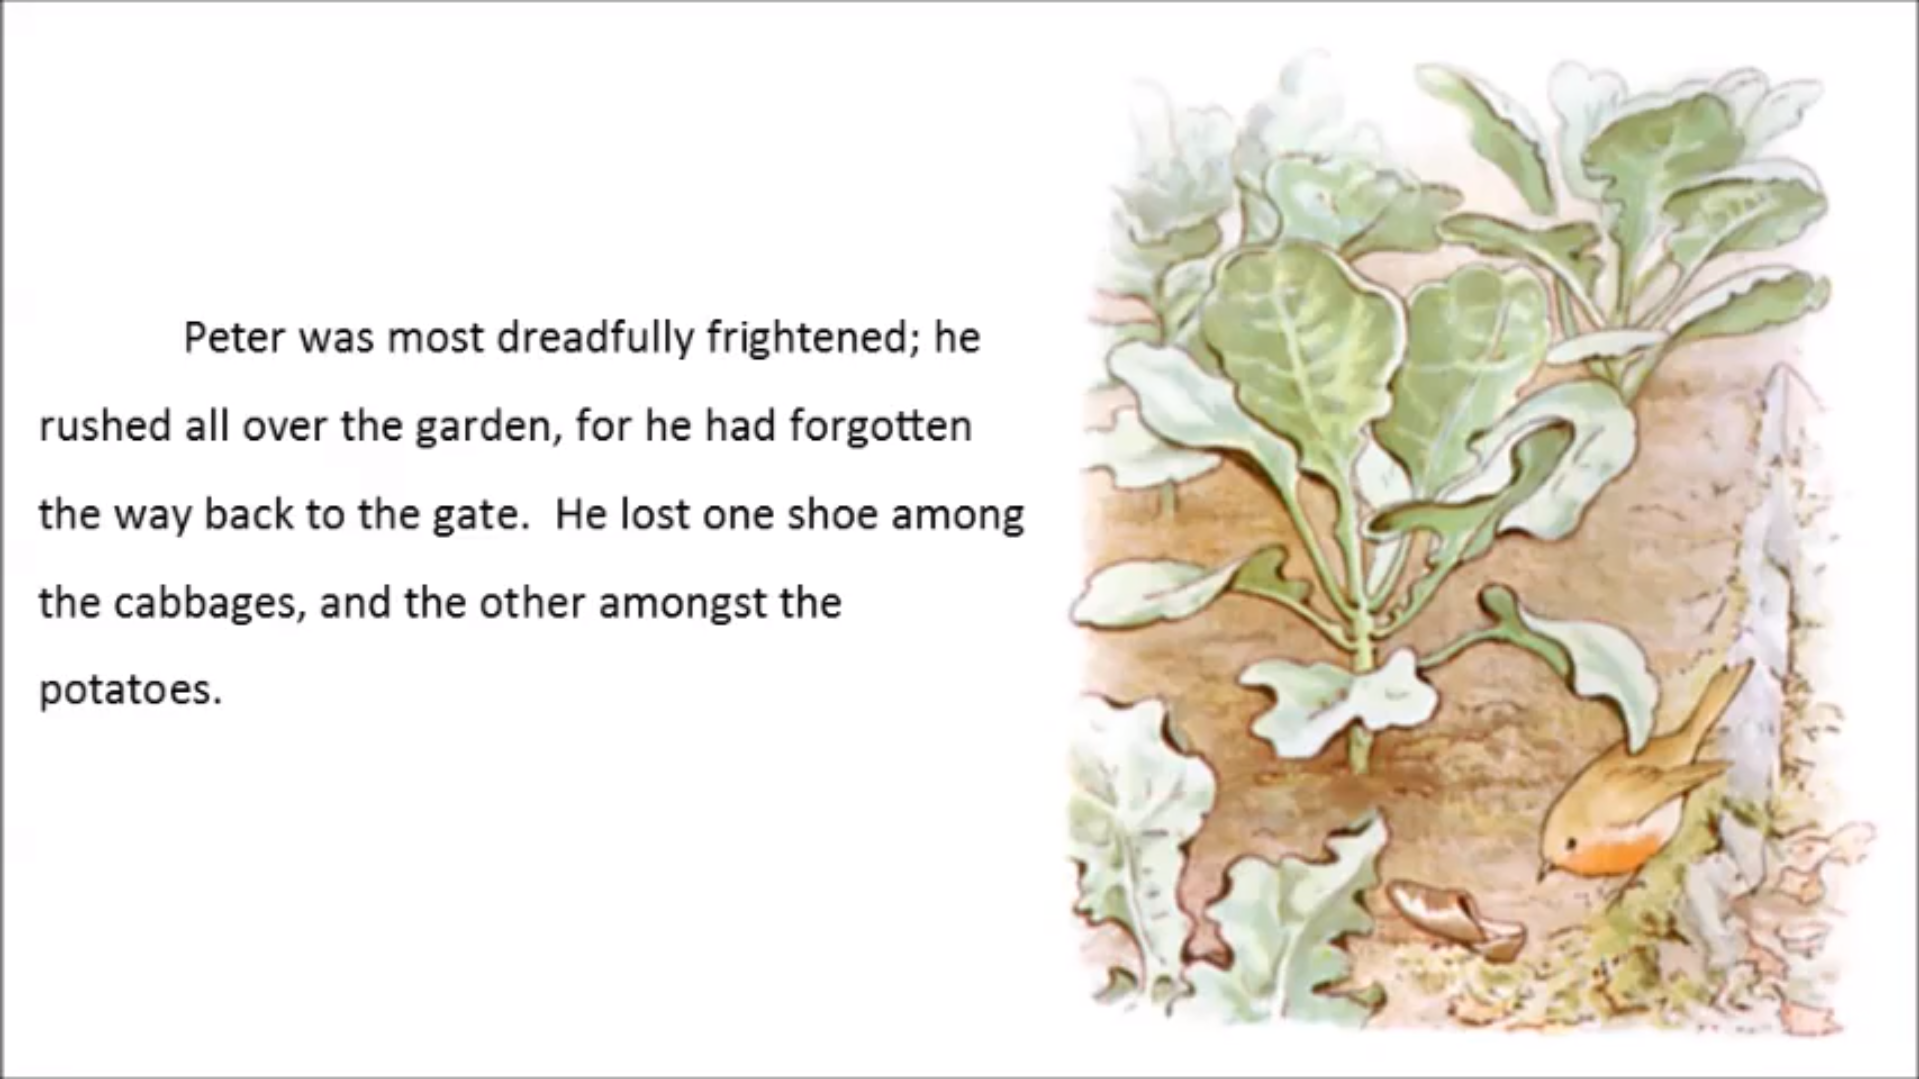 Peter was most dreadfully frightened; he
rushed all over the garden, for he had forgotten
the way back to the gate.  He lost one shoe among
the cabbages, and the other amongst the
potatoes.